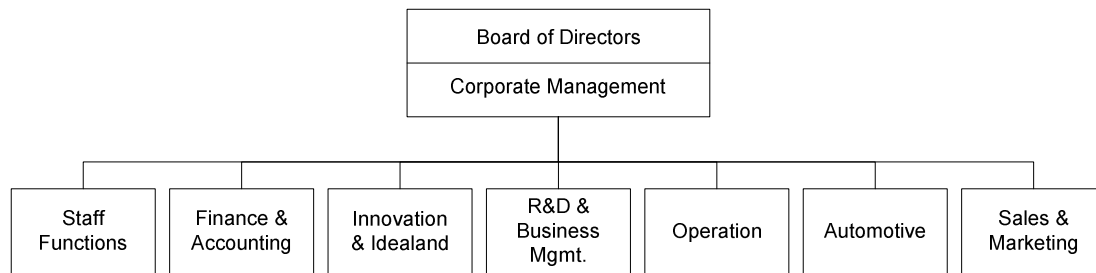 Board of Directors
Corporate Management
Staff
Functions
Finance &
Accounting
Innovation
& Idealand
R&D &
Business
Mgmt.
Operation
Automotive
Sales &
Marketing